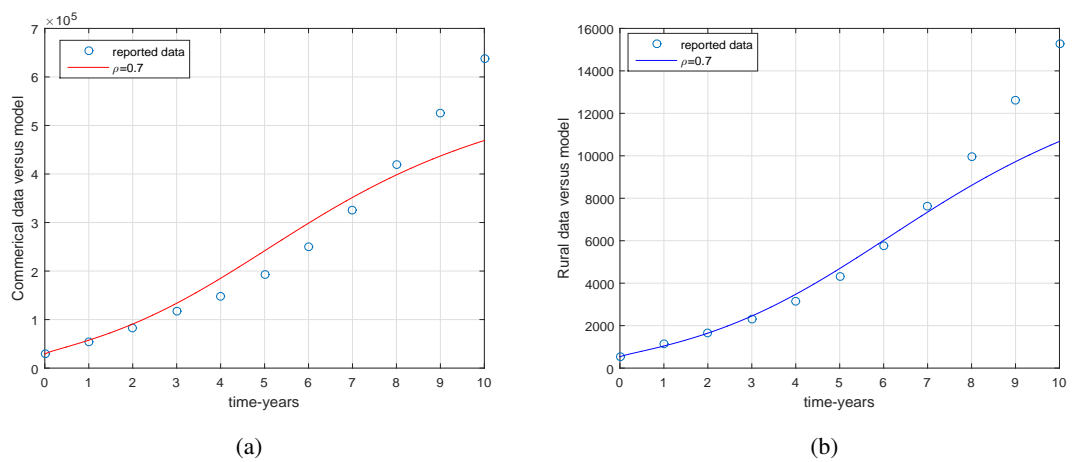 ×10^5
7
6
5
4
3
2
1
0
0 1 2 3 4 5 6 7 8 9 10
Commerical data versus model
time-years
reported data
ρ=0.7
(a)
16000
14000
12000
10000
8000
6000
4000
2000
0
0 1 2 3 4 5 6 7 8 9 10
Rural data versus model
time-years
reported data
ρ=0.7
(b)